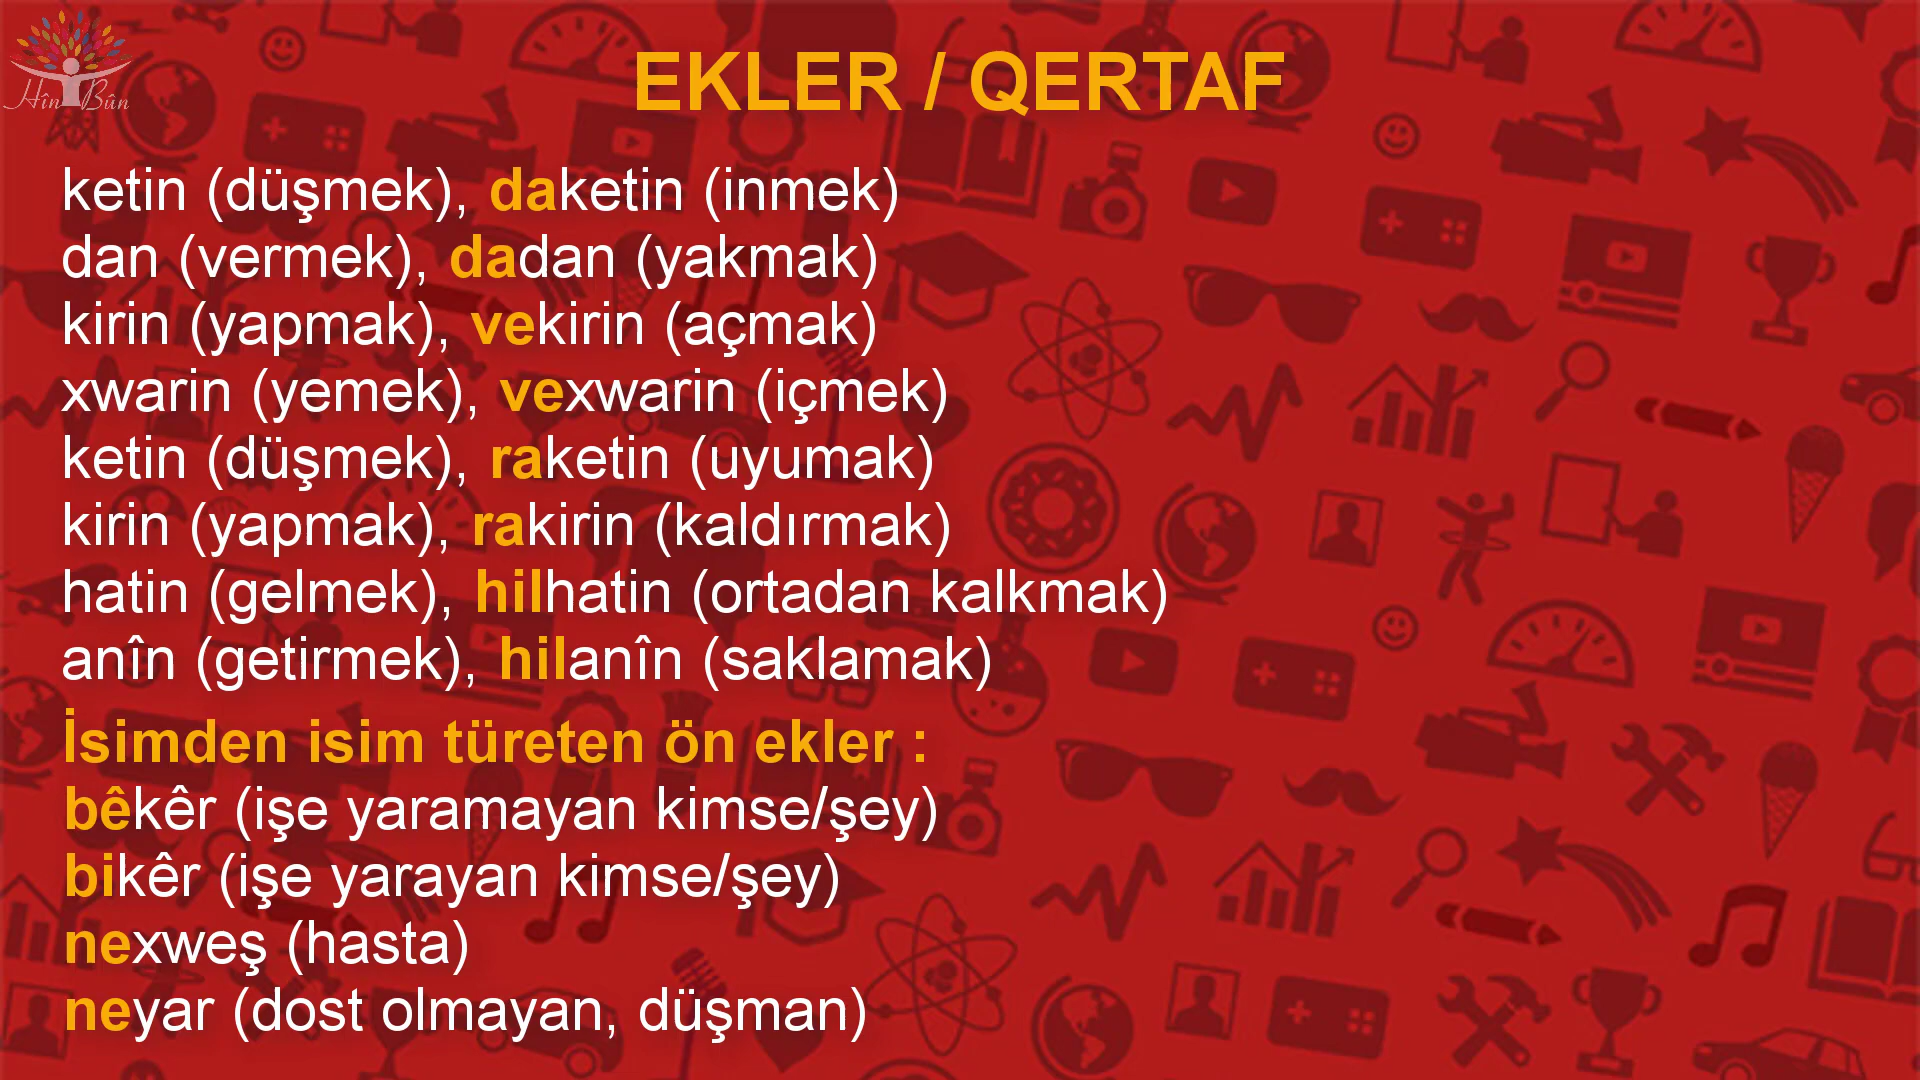 Hîn Bûn
EKLER / QERTAF
ketin (düşmek), daketin (inmek)
dan (vermek), dadan (yakmak)
kirin (yapmak), vekirin (açmak)
xwarin (yemek), vexwarin (içmek)
ketin (düşmek), raketin (uyumak)
kirin (yapmak), rakirin (kaldırmak)
hatin (gelmek), hilhatin (ortadan kalkmak)
anîn (getirmek), hilanîn (saklamak)
İsimden isim türeten ön ekler :
bêkêr (işe yaramayan kimse/şey)
bikêr (işe yarayan kimse/şey)
nexweş (hasta)
neyar (dost olmayan, düşman)